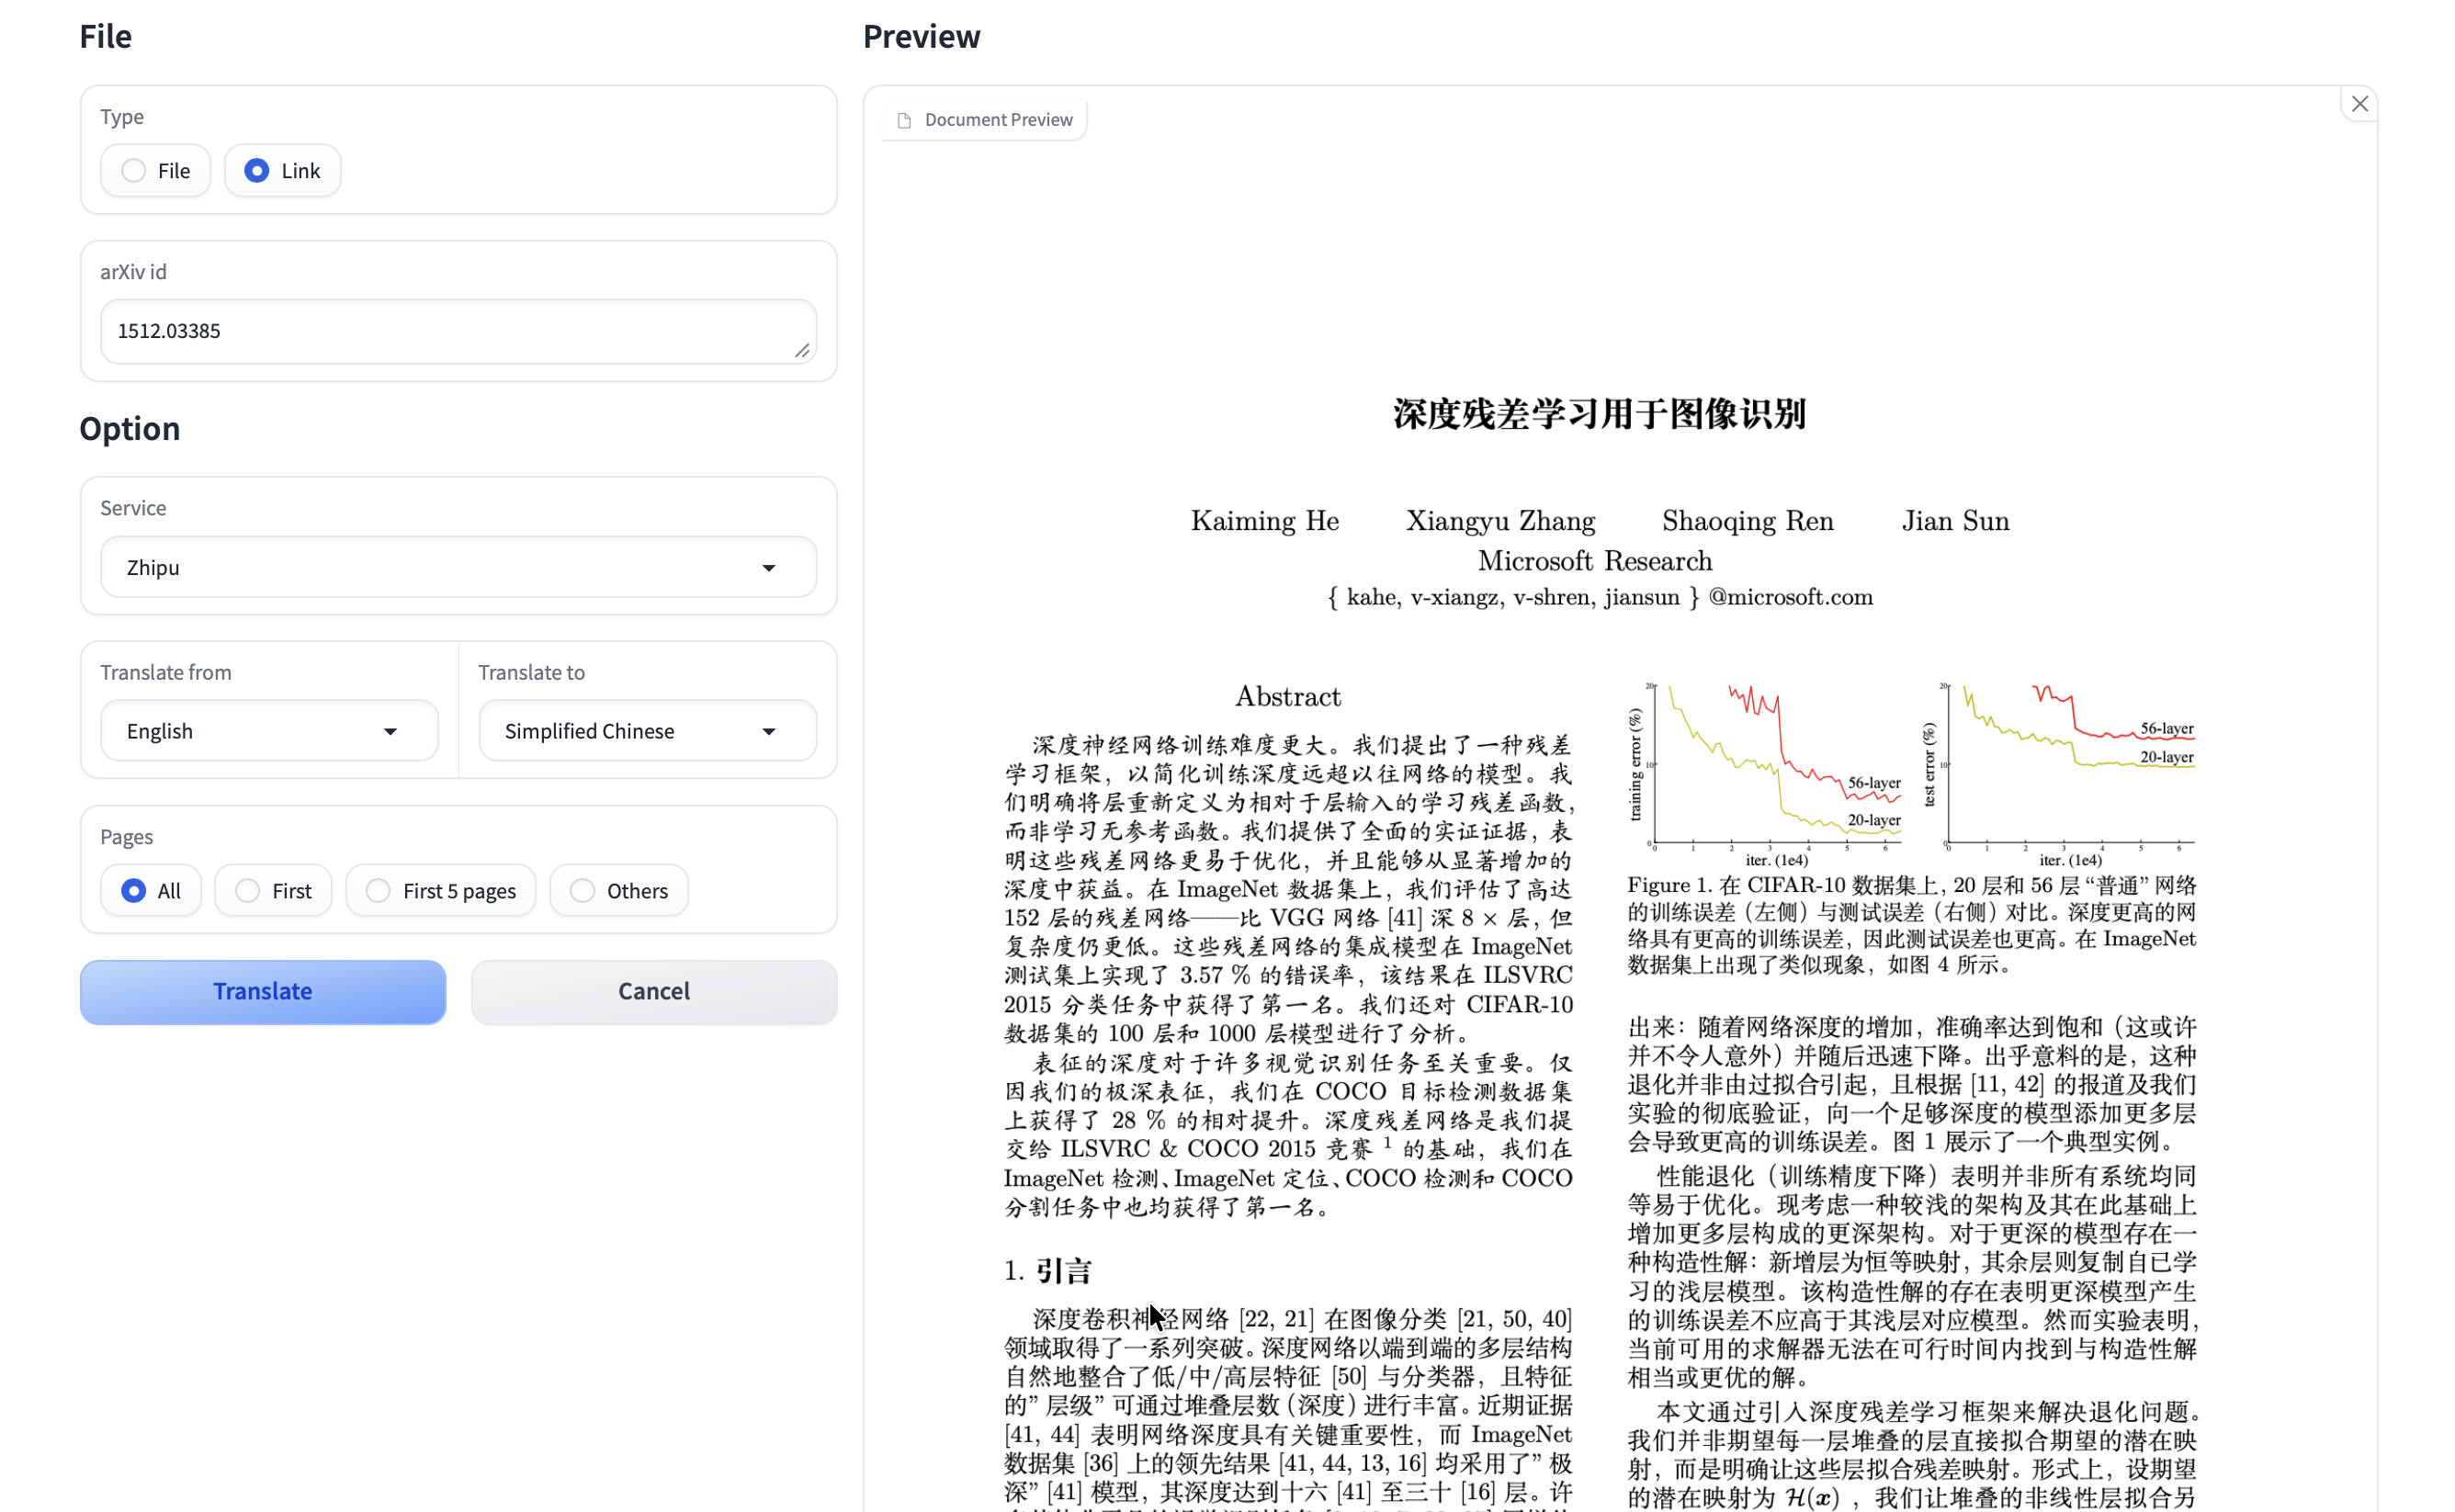 File
Type
File
Link
arXiv id
1512.03385
Option
Service
Zhipu
Translate from
Translate to
English
Simplified Chinese
Pages
All
First
First 5 pages
Others
Translate
Cancel
Preview
Document Preview
深度残差学习用于图像识别
Kaiming He Xiangyu Zhang Shaoqing Ren Jian Sun
Microsoft Research
{ kahe, v-xiangz, v-shren, jiansun } @microsoft.com
Abstract
深度神经网络训练难度更大。我们提出了一种残差
学习框架，以简化训练深度远超以往网络的模型。我
们明确将层重新定义为相对于层输入的学习残差函数，
而非学习无参考函数。我们提供了全面的实证证据，表
明这些残差网络更易于优化，并且能够从显著增加的
深度中获益。在 ImageNet 数据集上，我们评估了高达
152 层的残差网络——比 VGG 网络 [41] 深 8 × 层，但
复杂度仍更低。这些残差网络的集成模型在 ImageNet
测试集上实现了 3.57 % 的错误率，该结果在 ILSVRC
2015 分类任务中获得了第一名。我们还对 CIFAR-10
数据集的 100 层和 1000 层模型进行了分析。
表征的深度对于许多视觉识别任务至关重要。仅
因我们的极深表征，我们在 COCO 目标检测数据集
上获得了 28 % 的相对提升。深度残差网络是我们提
交给 ILSVRC & COCO 2015 竞赛 1 的基础，我们在
ImageNet 检测、ImageNet 定位、COCO 检测和 COCO
分割任务中也均获得了第一名。
1. 引言
深度卷积神经网络 [22, 21] 在图像分类 [21, 50, 40]
领域取得了一系列突破。深度网络以端到端的多层结构
自然地整合了低/中/高层特征 [50] 与分类器，且特征
的” 层级” 可通过堆叠层数（深度）进行丰富。近期证据
[41, 44] 表明网络深度具有关键重要性，而 ImageNet
数据集 [36] 上的领先结果 [41, 44, 13, 16] 均采用了” 极
深” [41] 模型，其深度达到十六 [41] 至三十 [16] 层。许
20
10
0
training error (%)
56-layer
20-layer
0 1 2 3 4 5 6
iter. (1e4)
20
10
0
test error (%)
56-layer
20-layer
0 1 2 3 4 5 6
iter. (1e4)
Figure 1. 在 CIFAR-10 数据集上, 20 层和 56 层 “普通” 网络
的训练误差（左侧）与测试误差（右侧）对比。深度更高的网
络具有更高的训练误差，因此测试误差也更高。在 ImageNet
数据集上出现了类似现象，如图 4 所示。
出来：随着网络深度的增加，准确率达到饱和（这或许
并不令人意外）并随后迅速下降。出乎意料的是，这种
退化并非由过拟合引起，且根据 [11, 42] 的报道及我们
实验的彻底验证，向一个足够深度的模型添加更多层
会导致更高的训练误差。图 1 展示了一个典型实例。
性能退化（训练精度下降）表明并非所有系统均同
等易于优化。现考虑一种较浅的架构及其在此基础上
增加更多层构成的更深架构。对于更深的模型存在一
种构造性解：新增层为恒等映射，其余层则复制自已学
习的浅层模型。该构造性解的存在表明更深模型产生
的训练误差不应高于其浅层对应模型。然而实验表明，
当前可用的求解器无法在可行时间内找到与构造性解
相当或更优的解。
本文通过引入深度残差学习框架来解决退化问题。
我们并非期望每一层堆叠的层直接拟合期望的潜在映
射，而是明确让这些层拟合残差映射。形式上，设期望
的潜在映射为 H(x) ，我们让堆叠的非线性层拟合另